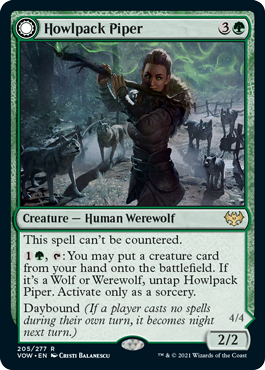 Howlpack Piper 3
Creature — Human Werewolf
This spell can't be countered.
1, : You may put a creature card
from your hand onto the battlefield. If
it's a Wolf or Werewolf, untap Howlpack
Piper. Activate only as a sorcery.
Daybound (If a player casts no spells
during their own turn, it becomes night
next turn.)
4/4
2/2
205/277 R
VOW • EN Cristi Balanescu
™ & © 2021 Wizards of the Coast